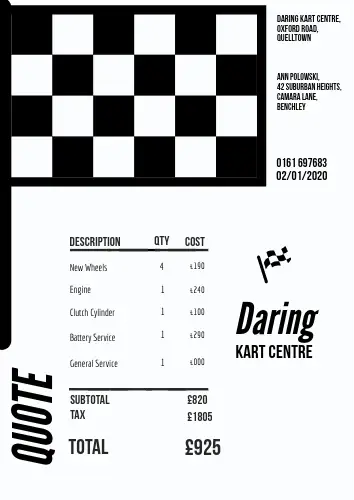 DARING KART CENTRE,
OXFORD ROAD,
QUELLTOWN
ANN POLOWSKI,
42 SUBURBAN HEIGHTS,
CAMARA LANE,
BENCHLEY
0161 697683
02/01/2020
DESCRIPTION QTY COST
New Wheels 4 £190
Engine 1 £240
Clutch Cylinder 1 £100
Battery Service 1 £290
General Service 1 £000
SUBTOTAL £820
TAX £1805
TOTAL £925
Daring
KART CENTRE
QUOTE